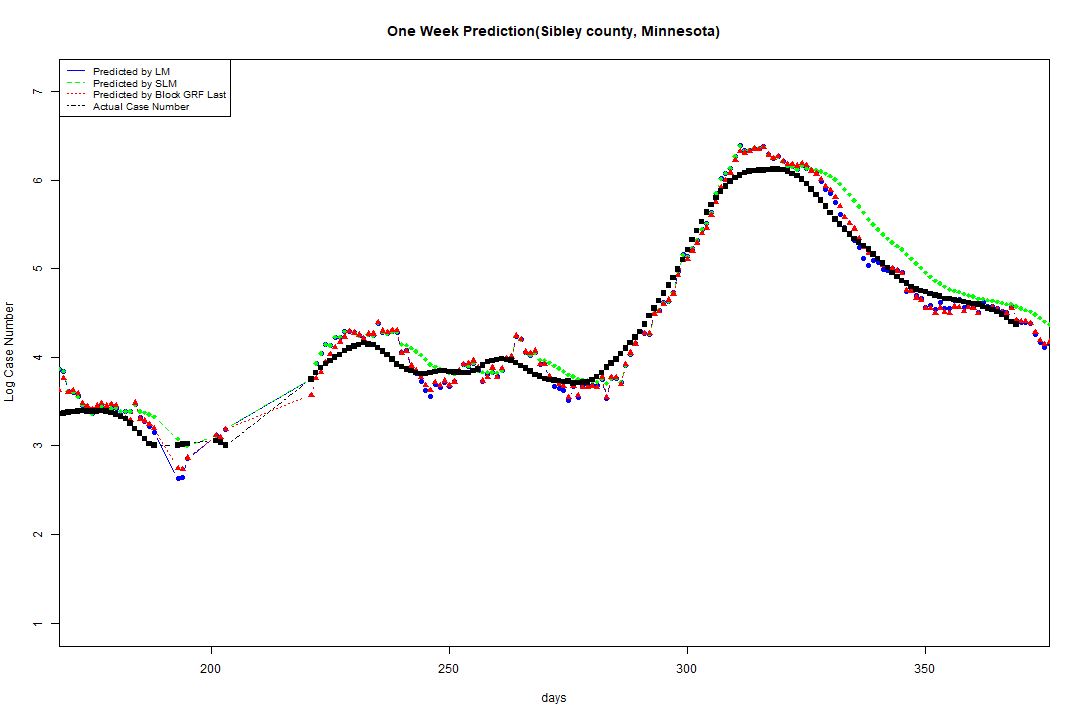 One Week Prediction(Sibley county, Minnesota)
Predicted by LM
Predicted by SLM
Predicted by Block GRF Last
Actual Case Number
7
6
5
4
3
2
1
Log Case Number
200
250
300
350
days